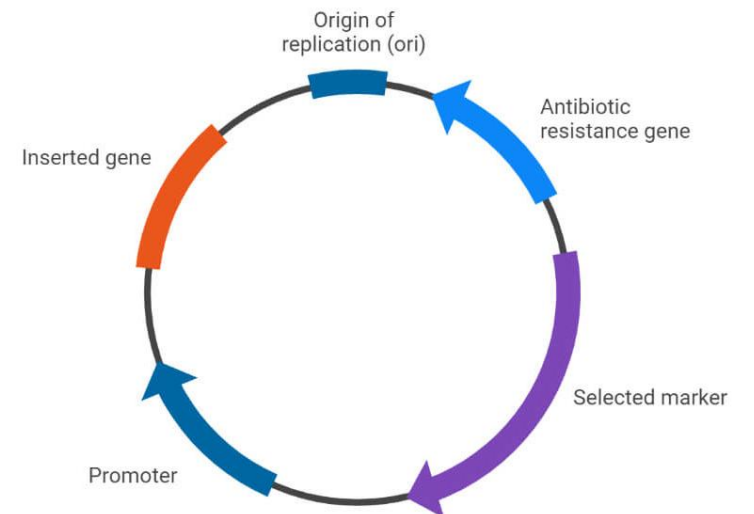 Origin of
replication (ori)
Antibiotic
resistance gene
Inserted gene
Selected marker
Promoter